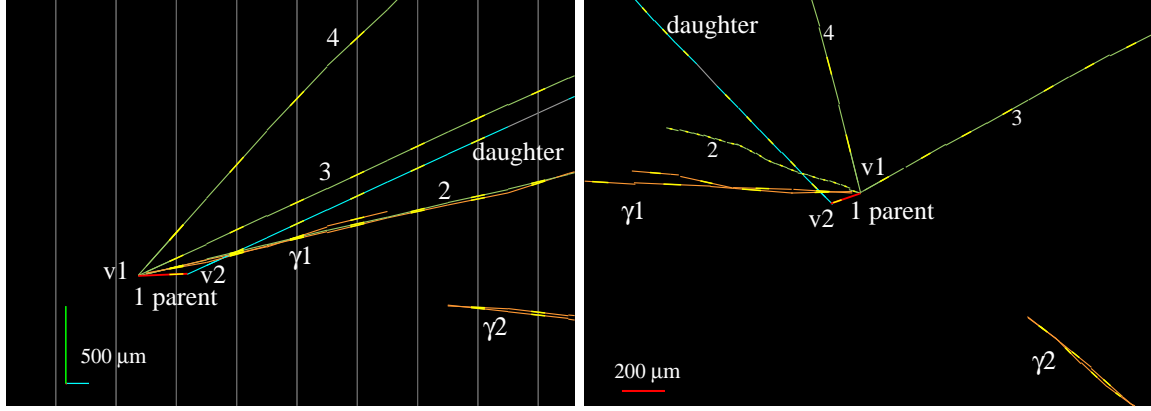 4
3
daughter
2
γ1
v1
v2
1 parent
γ2
500 μm
daughter
4
3
2
v1
γ1
v2
1 parent
γ2
200 μm